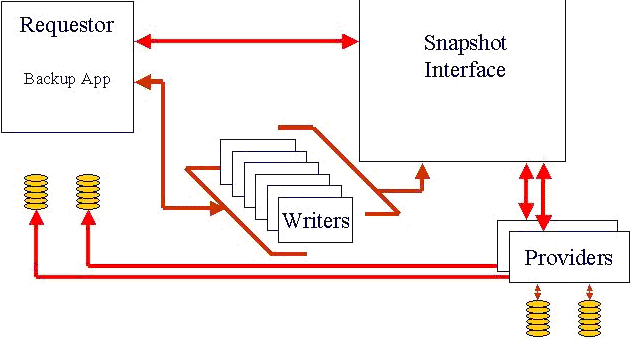 Requestor
Backup App
Snapshot
Interface
Writers
Providers